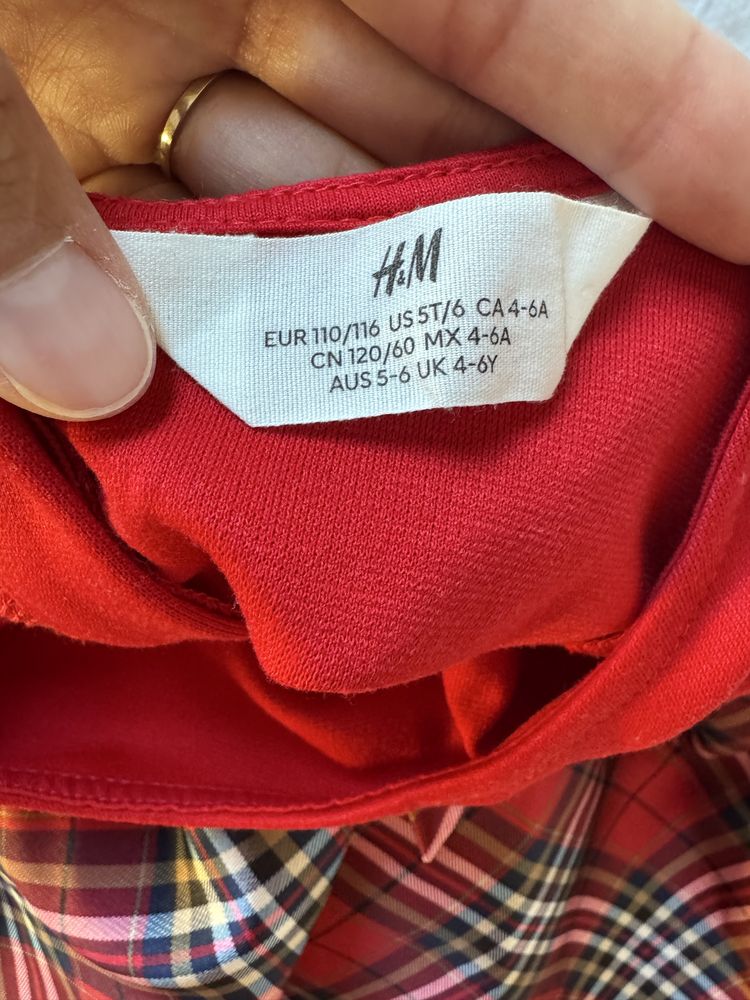 H&M
EUR 110/116 US 5T/6 CA 4-6A
CN 120/60 MX 4-6A
AUS 5-6 UK 4-6Y